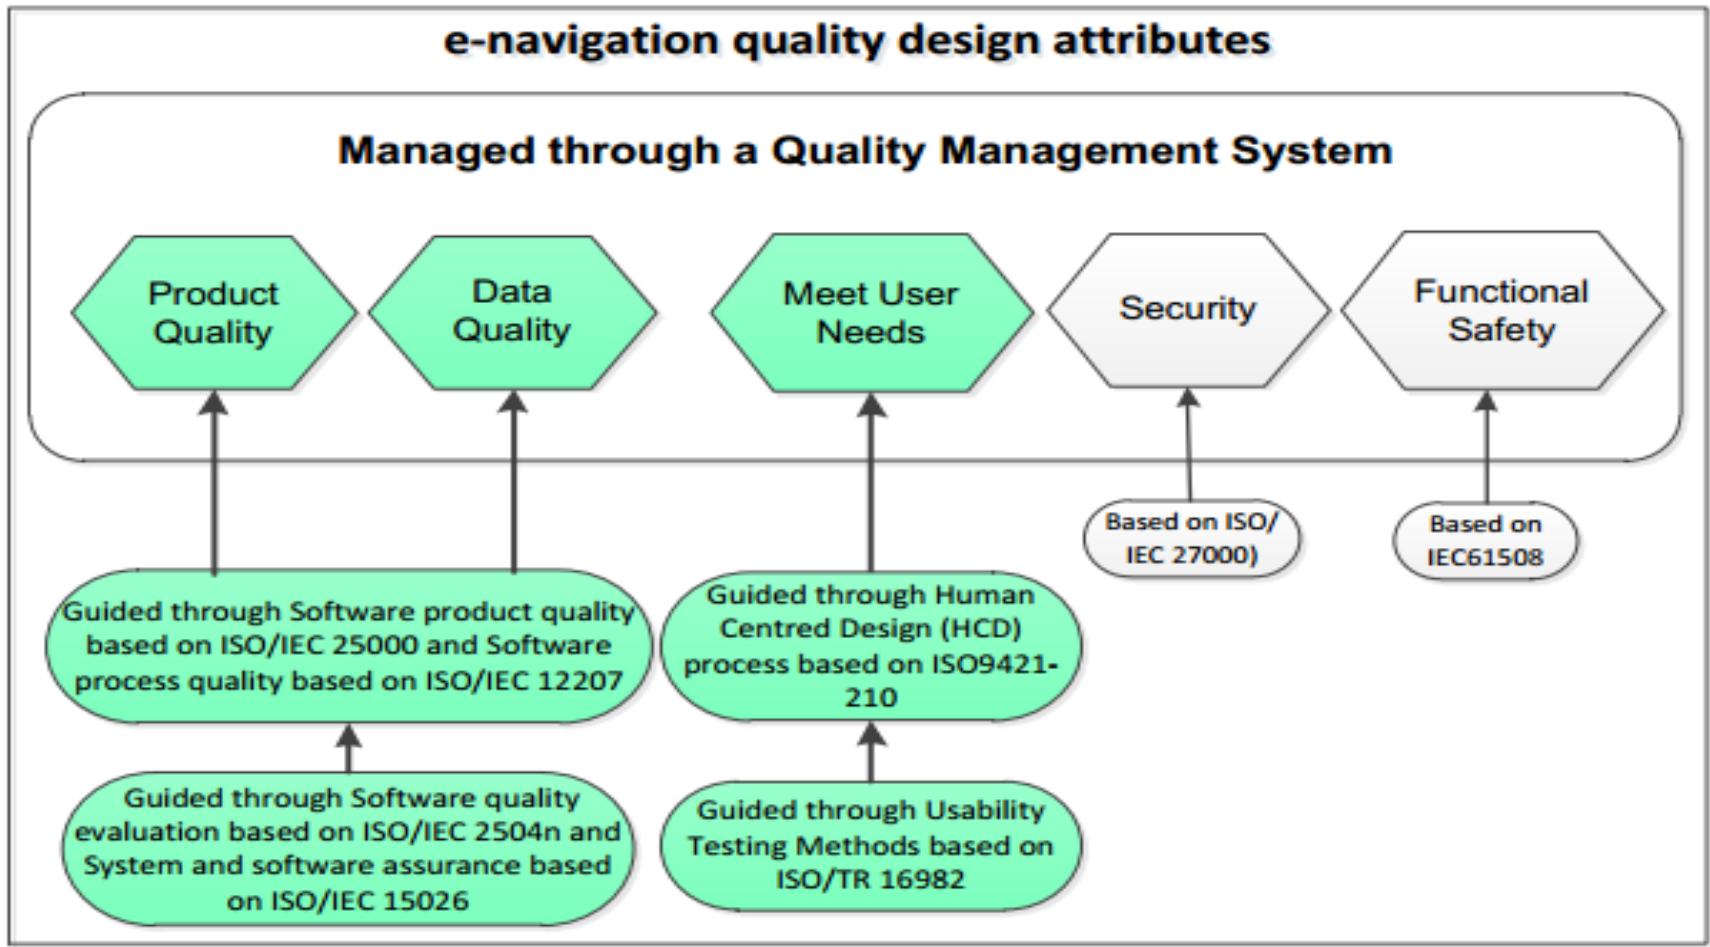 e-navigation quality design attributes
Managed through a Quality Management System
Product
Quality
Data
Quality
Meet User
Needs
Security
Functional
Safety
Based on ISO/
IEC 27000)
Based on
IEC61508
Guided through Software product quality
based on ISO/IEC 25000 and Software
process quality based on ISO/IEC 12207
Guided through Human
Centred Design (HCD)
process based on ISO9421-
210
Guided through Software quality
evaluation based on ISO/IEC 2504n and
System and software assurance based
on ISO/IEC 15026
Guided through Usability
Testing Methods based on
ISO/TR 16982